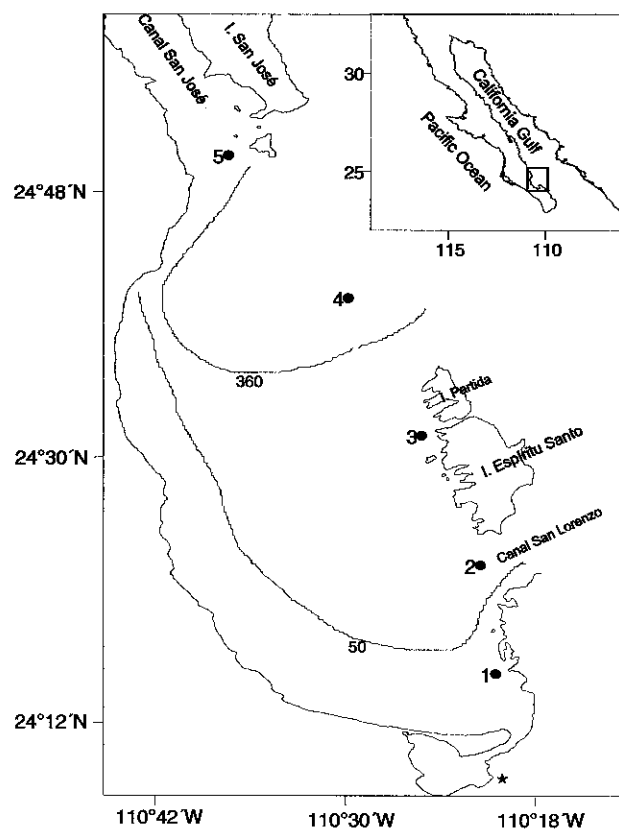 Canal San José
I. San José
30
25
115
110
California Gulf
Pacific Ocean
5
24°48'N
4
360
I. Partida
3
24°30'N
I. Espíritu Santo
Canal San Lorenzo
2
50
1
24°12'N
110°42'W
110°30'W
110°18'W